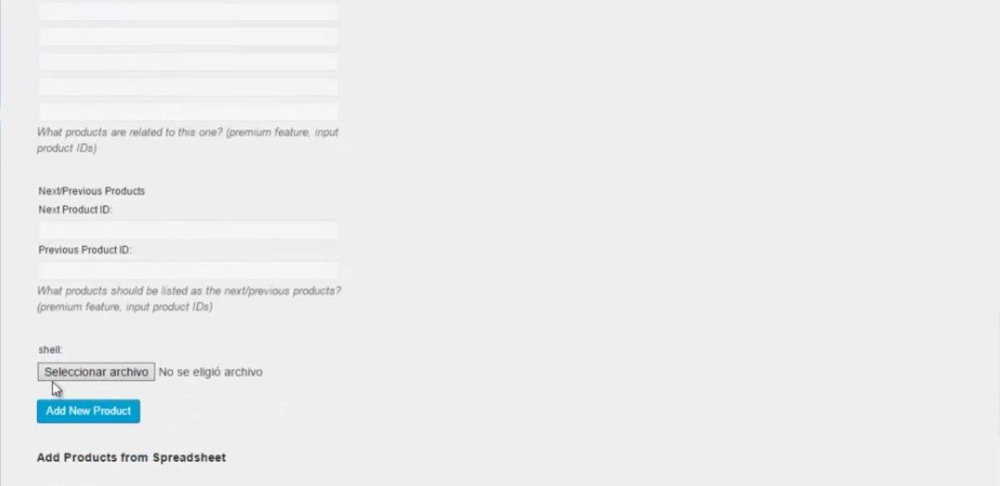 What products are related to this one? (premium feature, input
product IDs)
Next/Previous Products
Next Product ID:
Previous Product ID:
What products should be listed as the next/previous products?
(premium feature, input product IDs)
shell:
Seleccionar archivo No se eligió archivo
Add New Product
Add Products from Spreadsheet